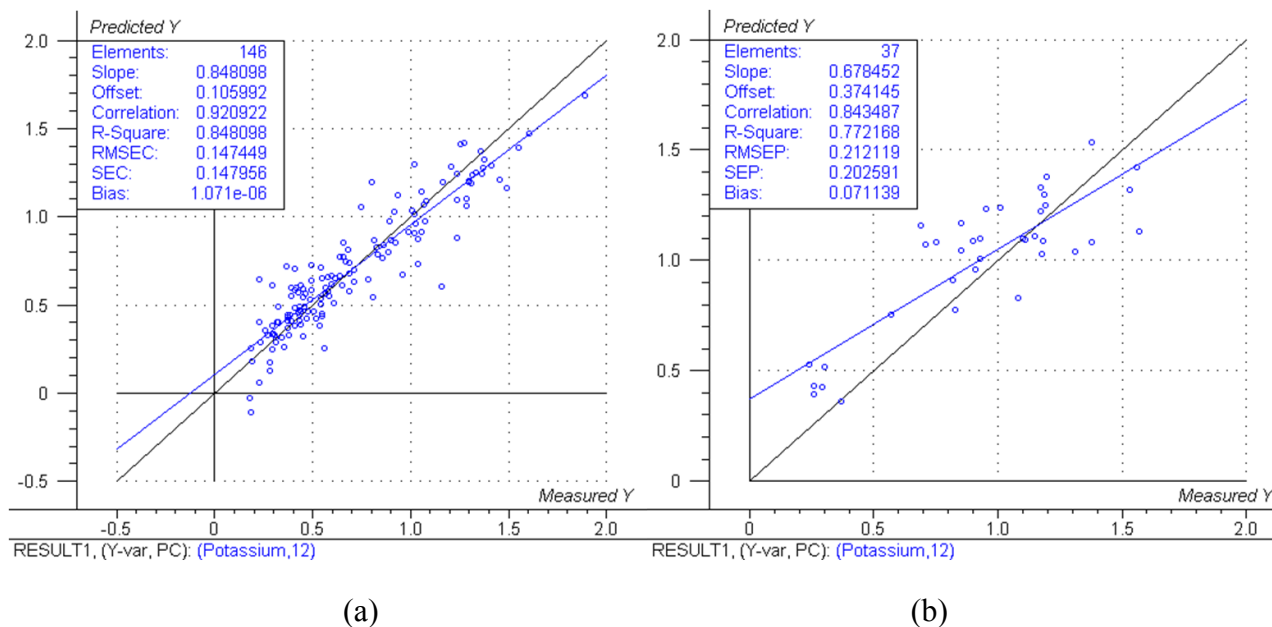 Predicted Y
2.0
Elements: 146
Slope: 0.848098
Offset: 0.105992
Correlation: 0.920922
R-Square: 0.848098
RMSEC: 0.147449
SEC: 0.147956
Bias: 1.071e-06
1.5
1.0
0.5
0
-0.5
Measured Y
-0.5 0 0.5 1.0 1.5 2.0
RESULT1, (Y-var, PC): (Potassium,12)
(a)
Predicted Y
2.0
Elements: 37
Slope: 0.678452
Offset: 0.374145
Correlation: 0.843487
R-Square: 0.772168
RMSEP: 0.212119
SEP: 0.202591
Bias: 0.071139
1.5
1.0
0.5
0
Measured Y
0 0.5 1.0 1.5 2.0
RESULT1, (Y-var, PC): (Potassium,12)
(b)